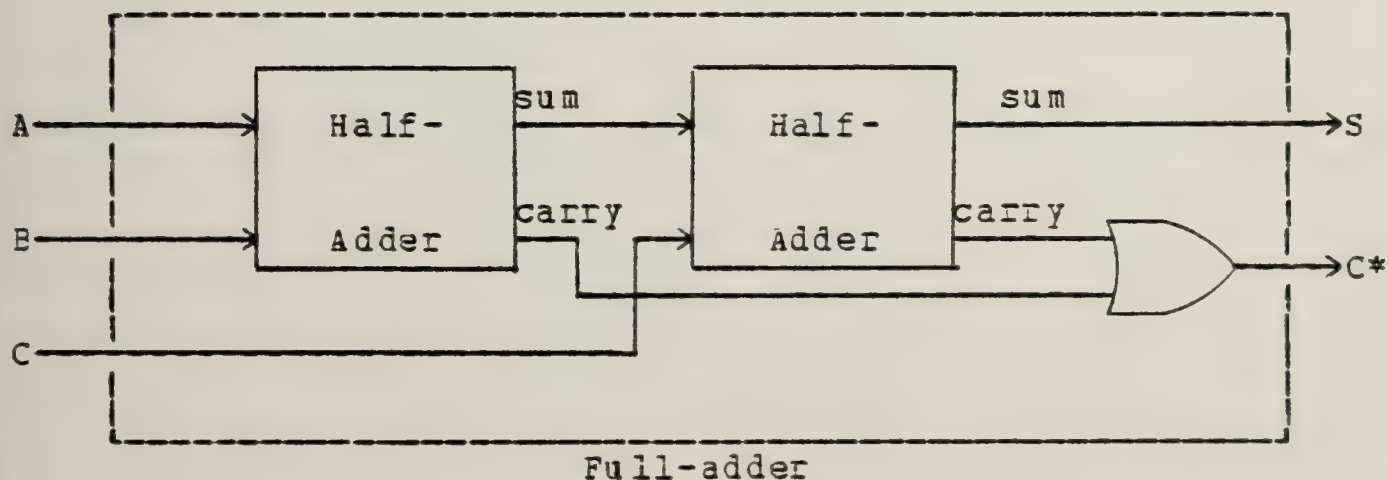 sum
sum
A
Half-
Half-
S
carry
carry
B
Adder
Adder
C*
C
Full-adder